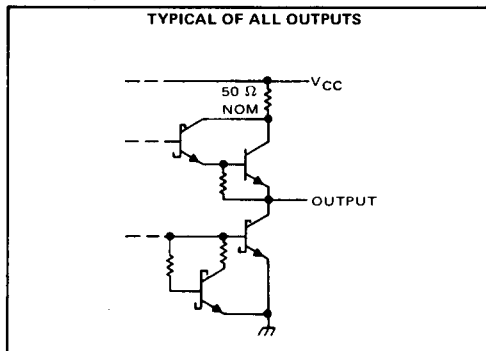 TYPICAL OF ALL OUTPUTS
VCC
50 Ω
NOM
OUTPUT